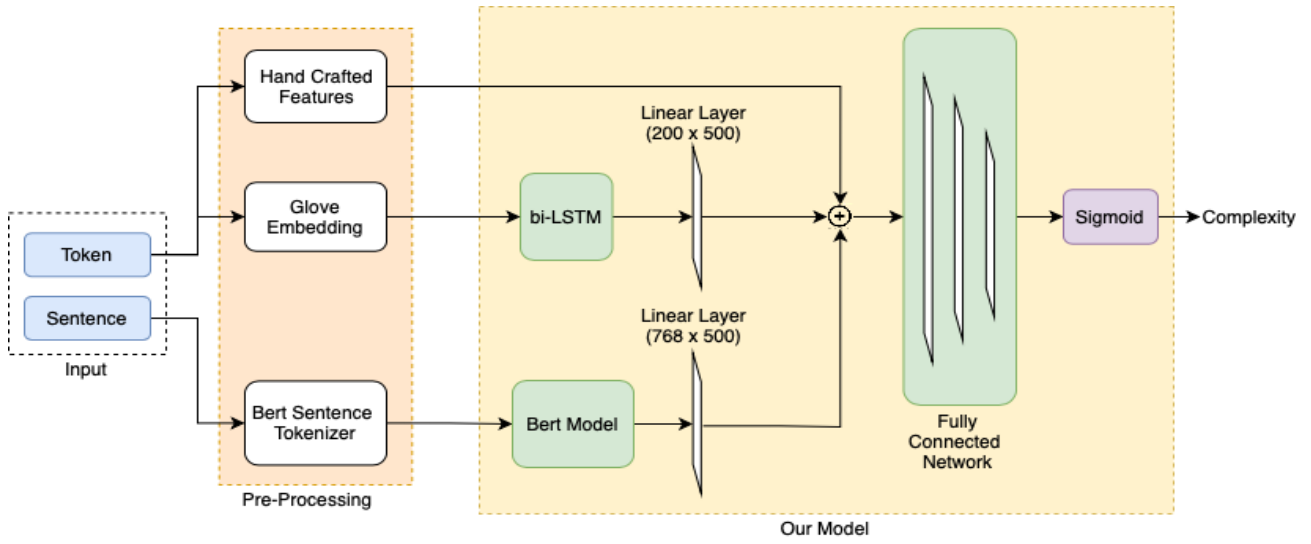 Hand Crafted
Features
Linear Layer
(200 x 500)
Glove
Embedding
bi-LSTM
+
Sigmoid
Complexity
Token
Sentence
Input
Linear Layer
(768 x 500)
Bert Sentence
Tokenizer
Bert Model
Fully
Connected
Network
Pre-Processing
Our Model